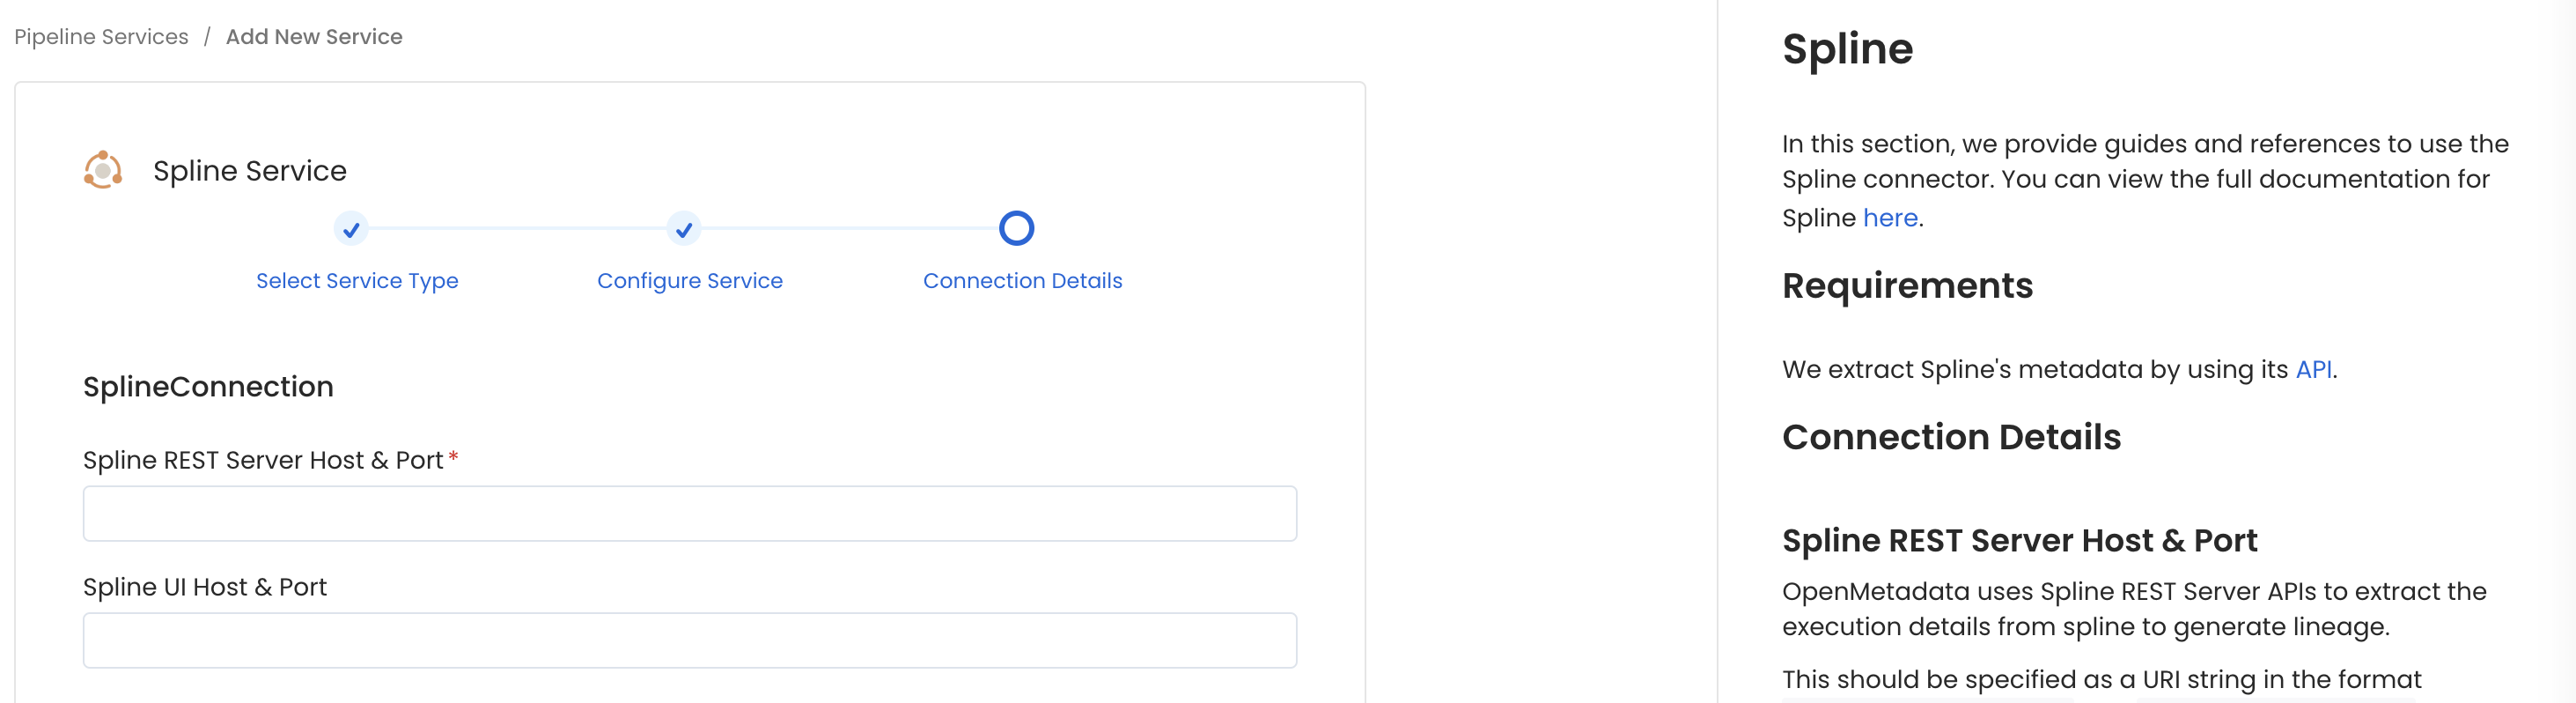 Pipeline Services / Add New Service
Spline Service
Select Service Type
Configure Service
Connection Details
SplineConnection
Spline REST Server Host & Port*
Spline UI Host & Port
Spline
In this section, we provide guides and references to use the
Spline connector. You can view the full documentation for
Spline here.
Requirements
We extract Spline's metadata by using its API.
Connection Details
Spline REST Server Host & Port
OpenMetadata uses Spline REST Server APIs to extract the
execution details from spline to generate lineage.
This should be specified as a URI string in the format